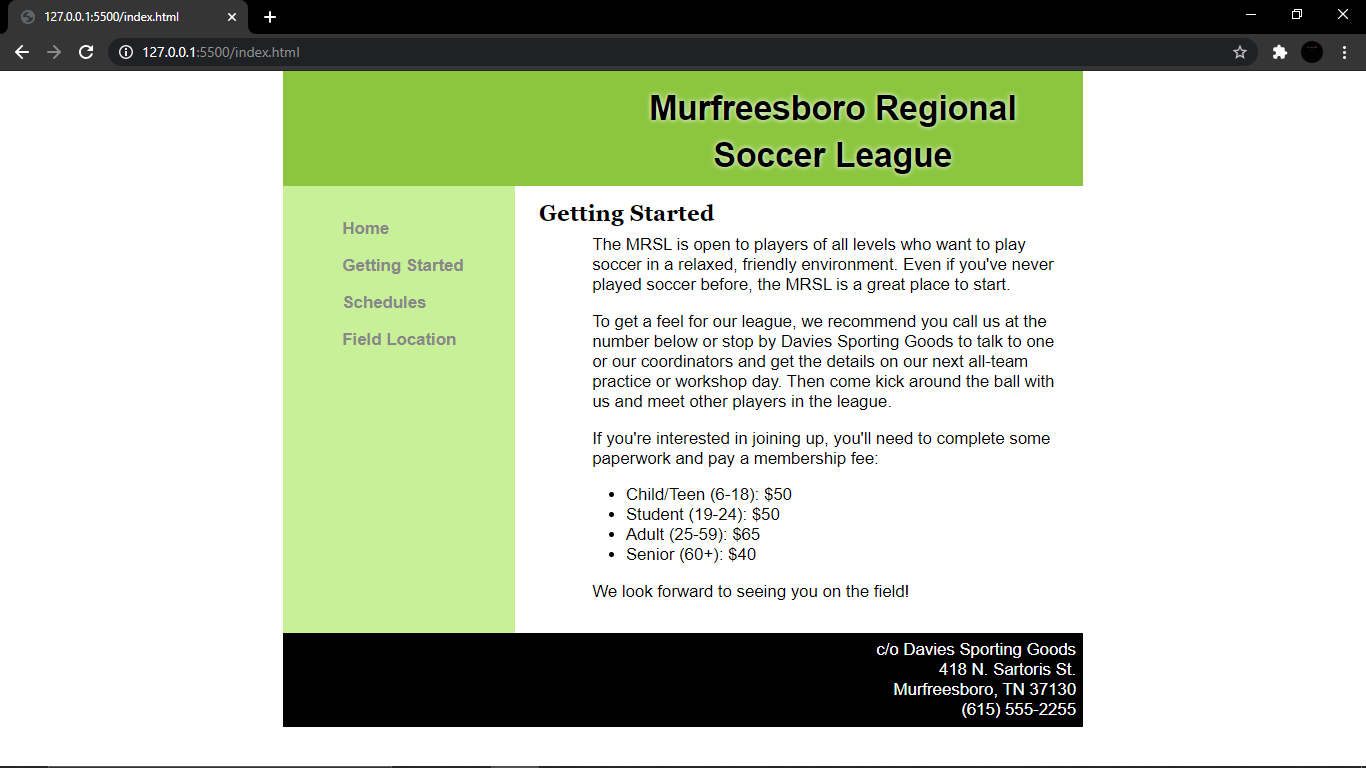 127.0.0.1:5500/index.html
127.0.0.1:5500/index.html
Murfreesboro Regional
Soccer League
Home
Getting Started
Schedules
Field Location
Getting Started
The MRSL is open to players of all levels who want to play
soccer in a relaxed, friendly environment. Even if you've never
played soccer before, the MRSL is a great place to start.
To get a feel for our league, we recommend you call us at the
number below or stop by Davies Sporting Goods to talk to one
or our coordinators and get the details on our next all-team
practice or workshop day. Then come kick around the ball with
us and meet other players in the league.
If you're interested in joining up, you'll need to complete some
paperwork and pay a membership fee:
• Child/Teen (6-18): $50
• Student (19-24): $50
• Adult (25-59): $65
• Senior (60+): $40
We look forward to seeing you on the field!
c/o Davies Sporting Goods
418 N. Sartoris St.
Murfreesboro, TN 37130
(615) 555-2255